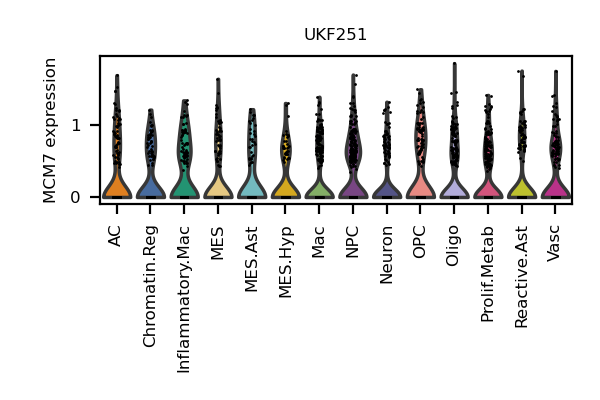 UKF251
MCM7 expression
1
0
AC
Chromatin.Reg
Inflammatory.Mac
MES
MES.Ast
MES.Hyp
Mac
NPC
Neuron
OPC
Oligo
Prolif.Metab
Reactive.Ast
Vasc